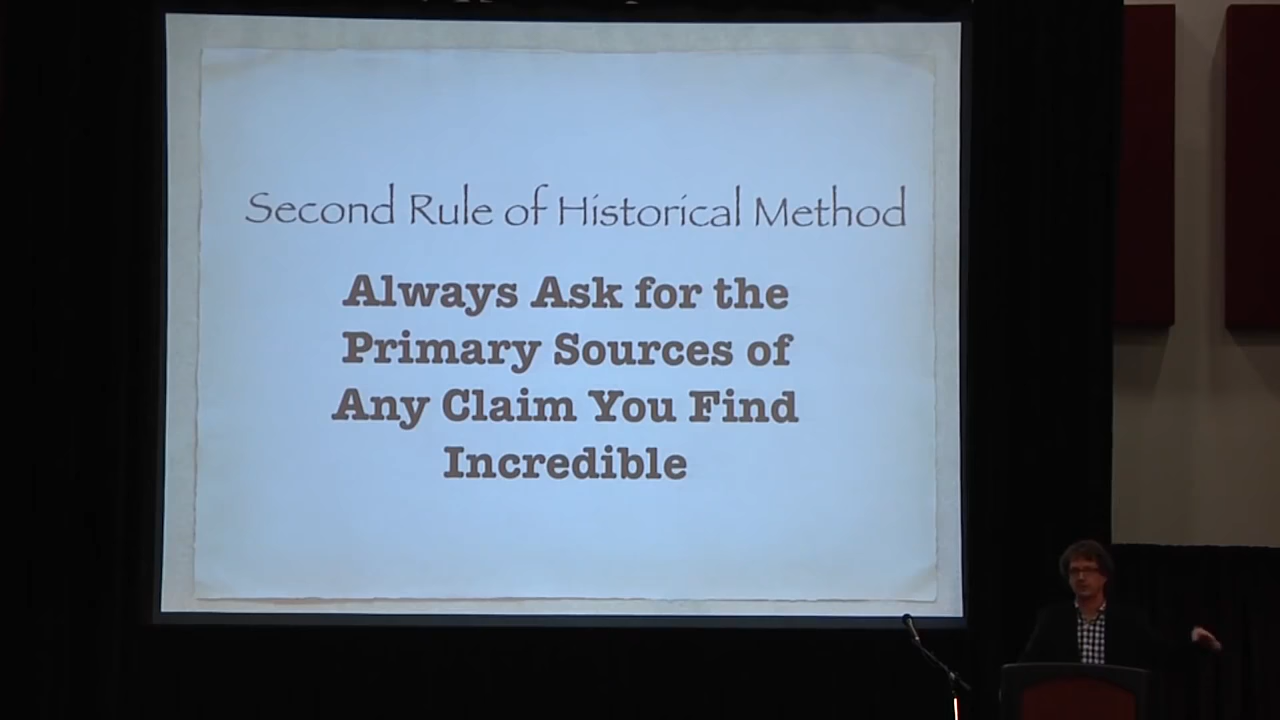 Second Rule of Historical Method
Always Ask for the
Primary Sources of
Any Claim You Find
Incredible